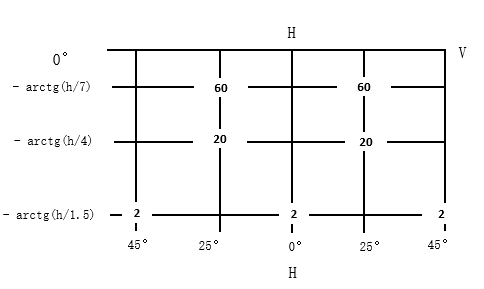 H
0° V
- arctg(h/7) 60 60
- arctg(h/4) 20 20
- arctg(h/1.5) 2 2 2
45° 25° 0° 25° 45°
H